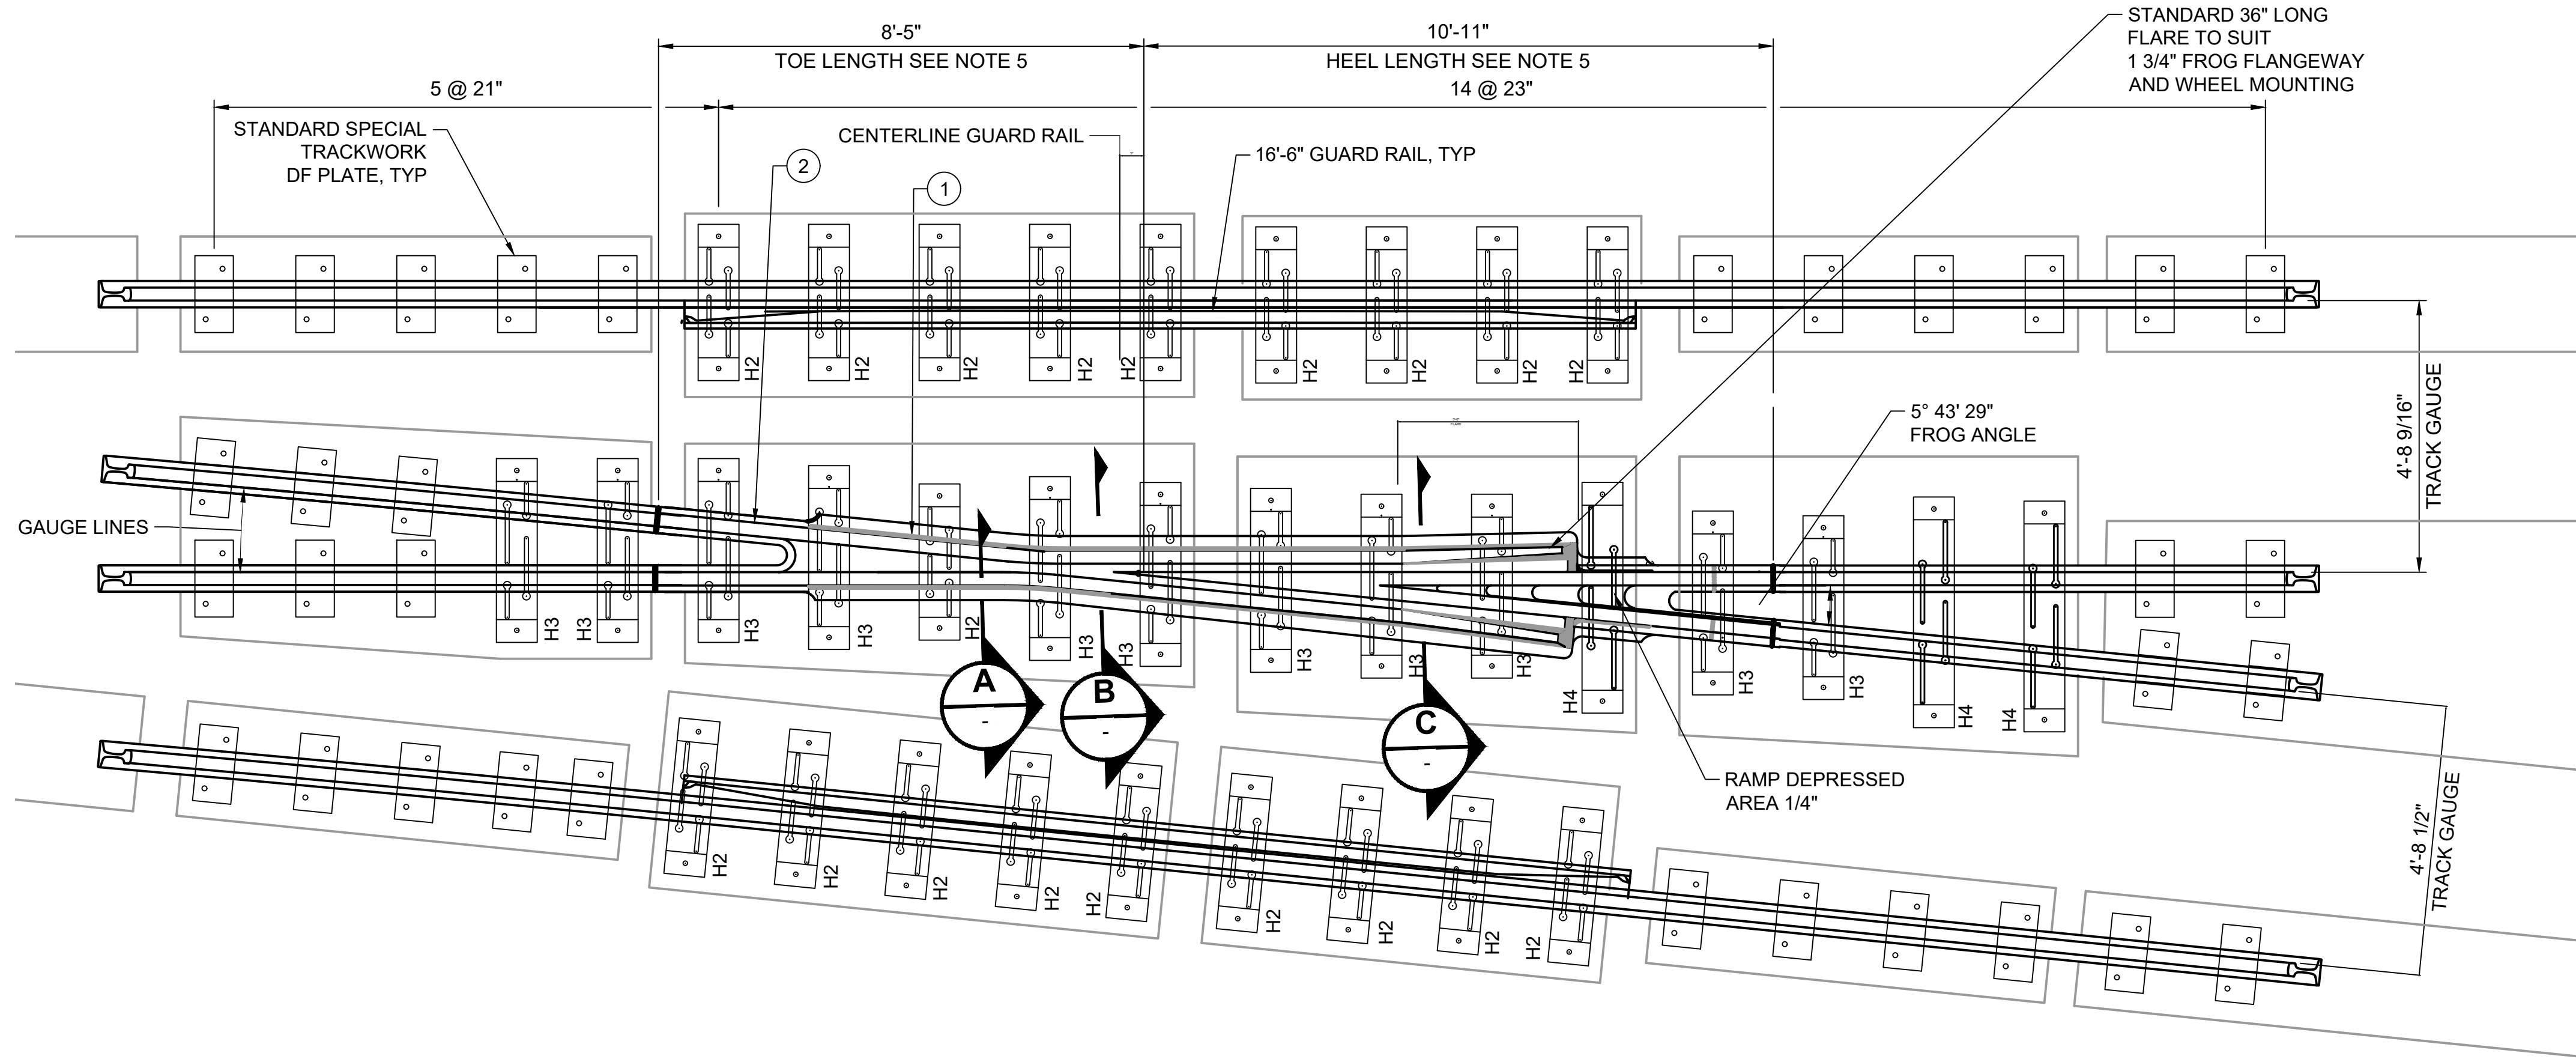 8'-5"
10'-11"
STANDARD 36" LONG
FLARE TO SUIT
1 3/4" FROG FLANGEWAY
AND WHEEL MOUNTING
TOE LENGTH SEE NOTE 5
HEEL LENGTH SEE NOTE 5
5 @ 21"
14 @ 23"
STANDARD SPECIAL
TRACKWORK
DF PLATE, TYP
CENTERLINE GUARD RAIL
16'-6" GUARD RAIL, TYP
2
1
H2
H2
H2
H2
H2
H2
H2
H2
H2
4'-8 9/16"
TRACK GAUGE
5° 43' 29"
FROG ANGLE
GAUGE LINES
H3
H3
H3
H3
H2
H3
H3
H3
H3
H3
H4
H3
H3
H4
H4
A
-
B
-
C
-
RAMP DEPRESSED
AREA 1/4"
4'-8 1/2"
TRACK GAUGE
H2
H2
H2
H2
H2
H2
H2
H2
H2